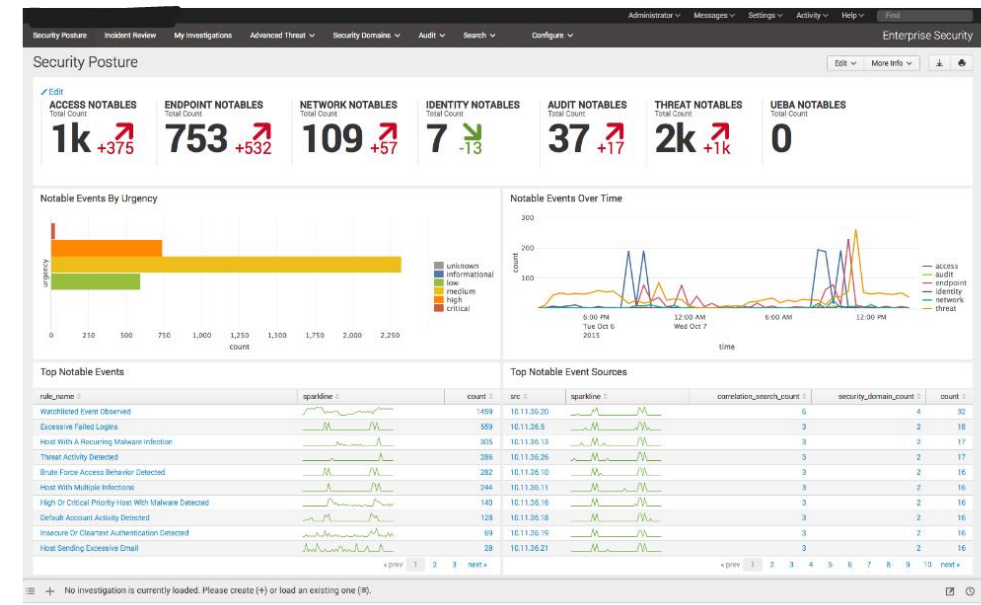 Administrator Messages Settings Activity Help Find
Security Posture Incident Review My Investigations Advanced Threat Security Domains Audit Search Configure Enterprise Security
Security Posture Edit More Info
Edit
ACCESS NOTABLES ENDPOINT NOTABLES NETWORK NOTABLES IDENTITY NOTABLES AUDIT NOTABLES THREAT NOTABLES UEBA NOTABLES
Total Count Total Count Total Count Total Count Total Count Total Count Total Count
1k +375 753 +532 109 +57 7 -13 37 +17 2k +1k 0
Notable Events By Urgency
urgency
unknown
informational
low
medium
high
critical
0 250 500 750 1,000 1,250 1,500 1,750 2,000 2,250
count
Notable Events Over Time
300
200
100
count
access
audit
endpoint
identity
network
threat
6:00 PM 12:00 AM 6:00 AM 12:00 PM
Tue Oct 6 Wed Oct 7
2015
time
Top Notable Events
rule_name sparkline count
Watchlisted Event Observed 1459
Excessive Failed Logins 559
Host With A Recurring Malware Infection 305
Threat Activity Detected 286
Brute Force Access Behavior Detected 282
Host With Multiple Infections 244
High Or Critical Priority Host With Malware Detected 140
Default Account Activity Detected 128
Insecure Or Cleartext Authentication Detected 69
Host Sending Excessive Email 28
« prev 1 2 3 next »
Top Notable Event Sources
src sparkline correlation_search_count security_domain_count count
10.11.36.20 6 4 32
10.11.36.5 3 2 18
10.11.36.13 3 2 17
10.11.36.26 3 2 17
10.11.36.10 3 2 16
10.11.36.11 3 2 16
10.11.36.16 3 2 16
10.11.36.18 3 2 16
10.11.36.19 3 2 16
10.11.36.21 3 2 16
« prev 1 2 3 4 5 6 7 8 9 10 next »
No investigation is currently loaded. Please create (+) or load an existing one (≡).